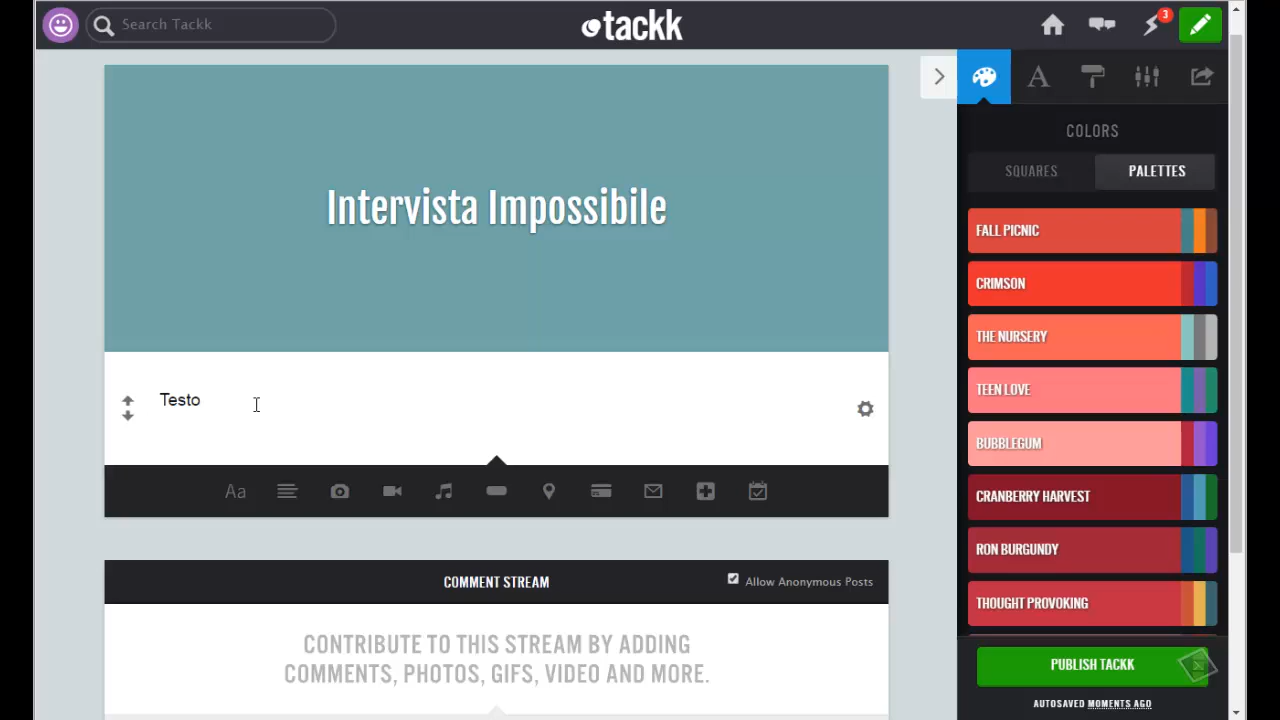 Search Tackk
tackk
3
COLORS
SQUARES
PALETTES
Intervista Impossibile
FALL PICNIC
CRIMSON
THE NURSERY
TEEN LOVE
Testo
BUBBLEGUM
Aa
CRANBERRY HARVEST
RON BURGUNDY
COMMENT STREAM
Allow Anonymous Posts
THOUGHT PROVOKING
CONTRIBUTE TO THIS STREAM BY ADDING
COMMENTS, PHOTOS, GIFS, VIDEO AND MORE.
PUBLISH TACKK
AUTOSAVED MOMENTS AGO